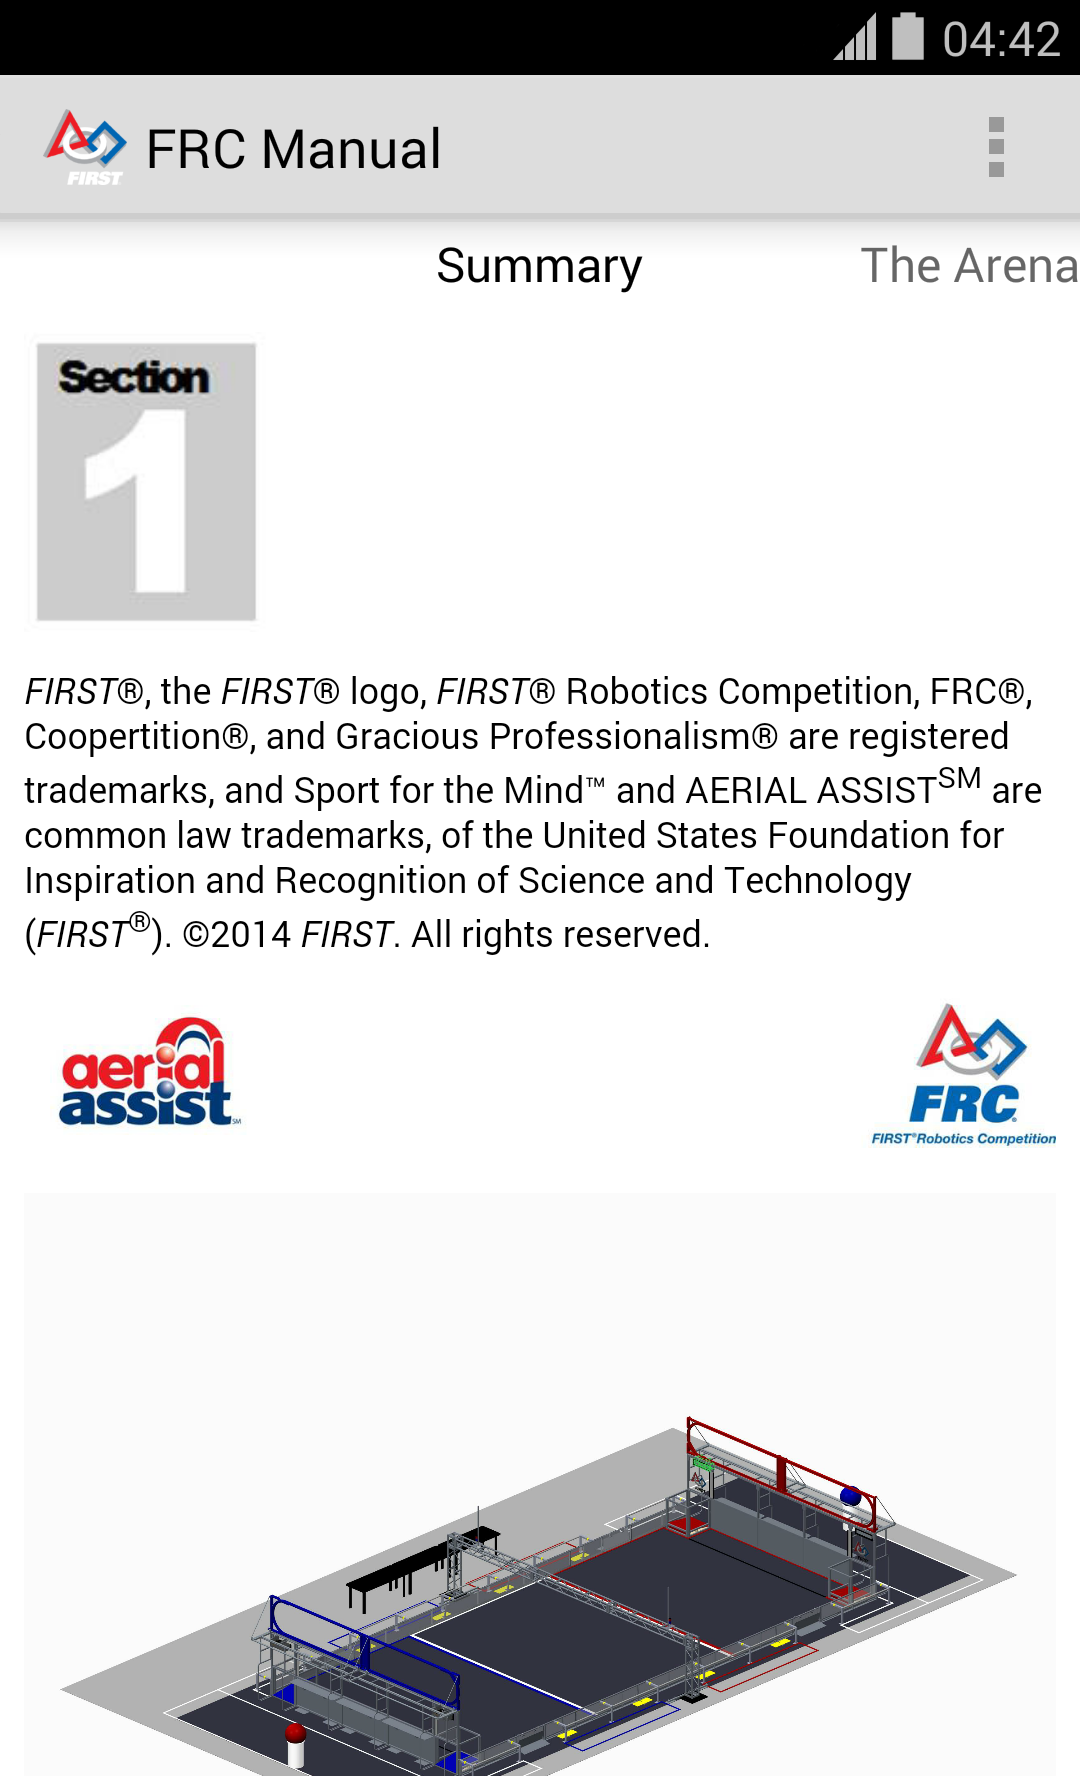 04:42
FIRST
FRC Manual
Summary
The Arena
Section
1
FIRST®, the FIRST® logo, FIRST® Robotics Competition, FRC®,
Coopertition®, and Gracious Professionalism® are registered
trademarks, and Sport for the Mind™ and AERIAL ASSISTSM are
common law trademarks, of the United States Foundation for
Inspiration and Recognition of Science and Technology
(FIRST®). ©2014 FIRST. All rights reserved.
aerial
assist SM
FRC
FIRST® Robotics Competition